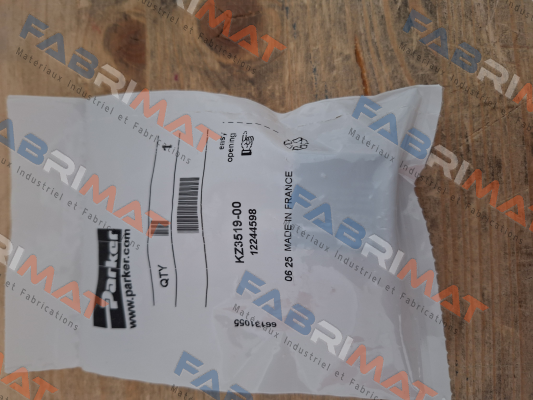 Parker
www.parker.com
QTY 1
KZ3519-00
12244598
easy
opening
06 25 MADE IN FRANCE
66131055
FABRIMAT
Matériaux Industriel et Fabrications